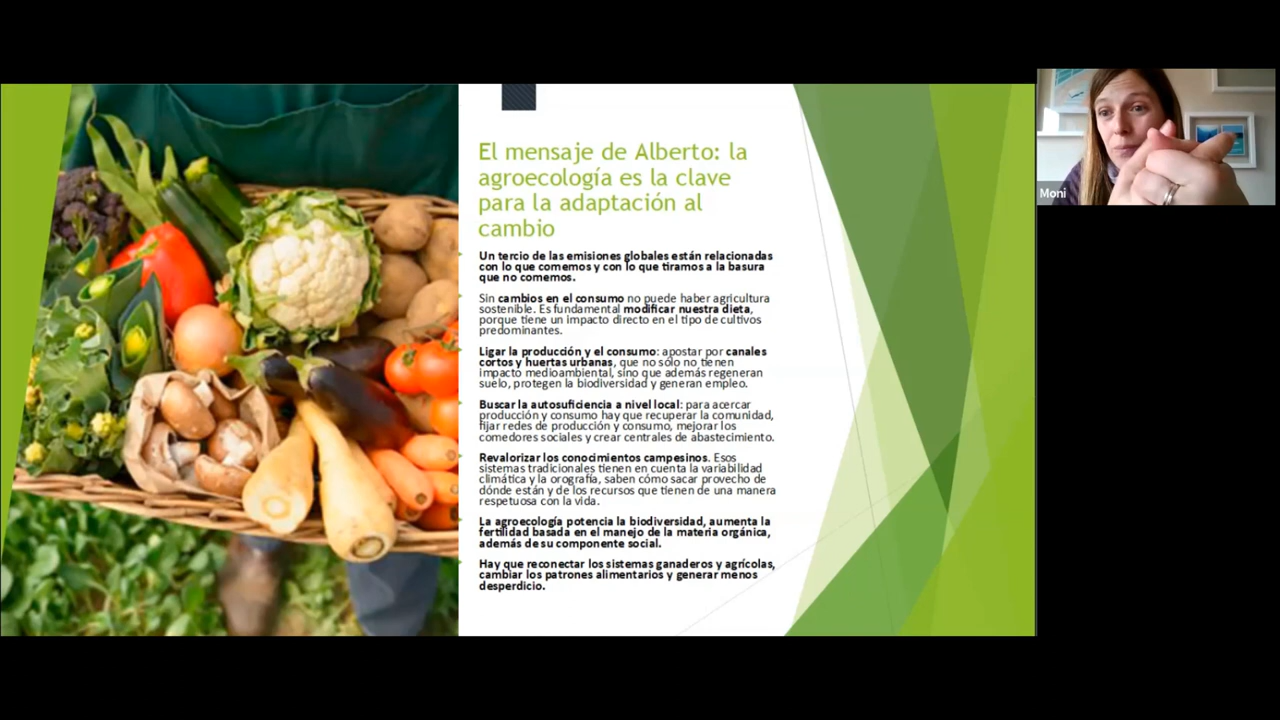 El mensaje de Alberto: la
agroecología es la clave
para la adaptación al
cambio
Un tercio de las emisiones globales están relacionadas
con lo que comemos y con lo que tiramos a la basura
que no comemos.
Sin cambios en el consumo no puede haber agricultura
sostenible. Es fundamental modificar nuestra dieta,
porque tiene un impacto directo en el tipo de cultivos
predominantes.
Ligar la producción y el consumo: apostar por canales
cortos y huertas urbanas, que no sólo no tienen
impacto medioambiental, sino que además regeneran
suelo, protegen la biodiversidad y generan empleo.
Buscar la autosuficiencia a nivel local: para acercar
producción y consumo hay que recuperar la comunidad,
fijar redes de producción y consumo, mejorar los
comedores sociales y crear centrales de abastecimiento.
Revalorizar los conocimientos campesinos. Esos
sistemas tradicionales tienen en cuenta la variabilidad
climática y la orografía, saben cómo sacar provecho de
dónde están y de los recursos que tienen de una manera
respetuosa con la vida.
La agroecología potencia la biodiversidad, aumenta la
fertilidad basada en el manejo de la materia orgánica,
además de su componente social.
Hay que reconectar los sistemas ganaderos y agrícolas,
cambiar los patrones alimentarios y generar menos
desperdicio.
Moni